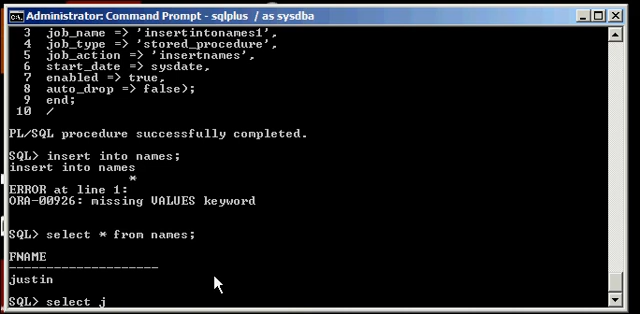 Administrator: Command Prompt - sqlplus  / as sysdba
  3  job_name => 'insertintonames1',
  4  job_type => 'stored_procedure',
  5  job_action => 'insertnames',
  6  start_date => sysdate,
  7  enabled => true,
  8  auto_drop => false);
  9  end;
 10  /
PL/SQL procedure successfully completed.
SQL> insert into names;
insert into names
                 *
ERROR at line 1:
ORA-00926: missing VALUES keyword
SQL> select * from names;
FNAME
--------------------
justin
SQL> select j